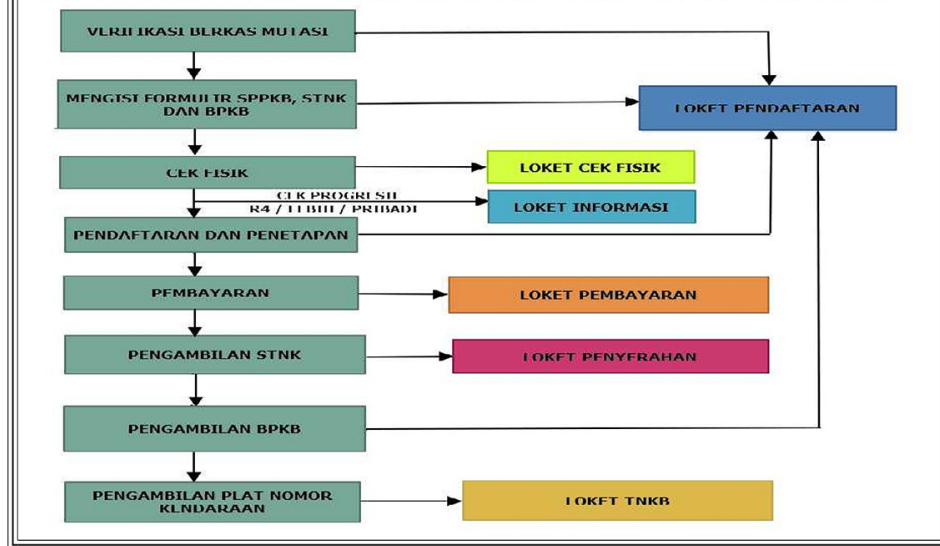 VERIFIKASI BERKAS MUTASI
MENGISI FORMULIR SPPKB, STNK
DAN BPKB
LOKET PENDAFTARAN
CEK FISIK
LOKET CEK FISIK
CEK PROGRESIF
R4 / LEBIH / PRIBADI
LOKET INFORMASI
PENDAFTARAN DAN PENETAPAN
PEMBAYARAN
LOKET PEMBAYARAN
PENGAMBILAN STNK
LOKET PENYERAHAN
PENGAMBILAN BPKB
PENGAMBILAN PLAT NOMOR
KENDARAAN
LOKET TNKB